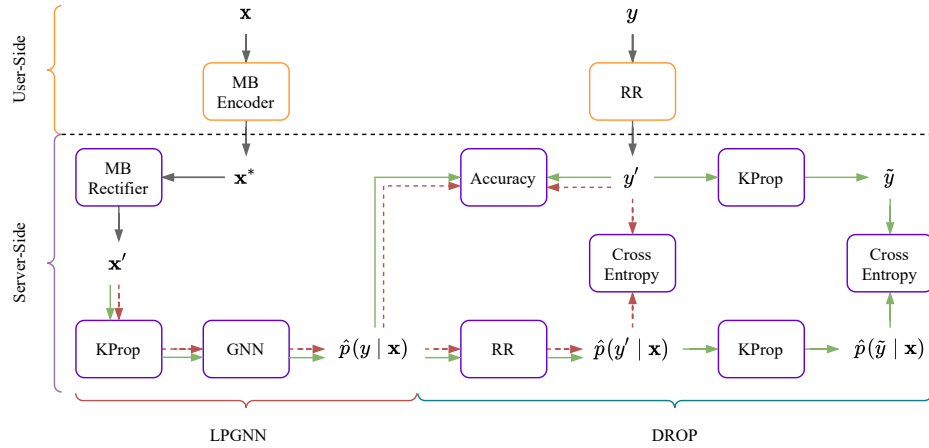 x
y
User-Side
MB
Encoder
RR
MB
Rectifier
x*
Accuracy
y′
KProp
ỹ
Server-Side
x′
Cross
Entropy
Cross
Entropy
KProp
GNN
p̂(y | x)
RR
p̂(y′ | x)
KProp
p̂(ỹ | x)
LPGNN
DROP